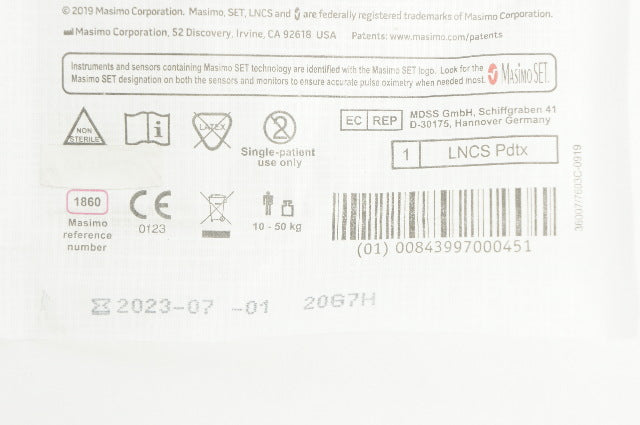 © 2019 Masimo Corporation. Masimo, SET, LNCS and are federally registered trademarks of Masimo Corporation.
Masimo Corporation, 52 Discovery, Irvine, CA 92618 USA Patents: www.masimo.com/patents
Instruments and sensors containing Masimo SET technology are identified with the Masimo SET logo. Look for the
Masimo SET designation on both the sensors and monitors to ensure accurate pulse oximetry when needed most.
Masimo SET.
NON
STERILE
i
LATEX
2
Single-patient
use only
EC REP
MDSS GmbH, Schiffgraben 41
D-30175, Hannover Germany
1 LNCS Pdtx
36007/7603C-0919
1860
Masimo
reference
number
CE
0123
10 - 50 kg
(01) 00843997000451
2023-07 -01 20G7H